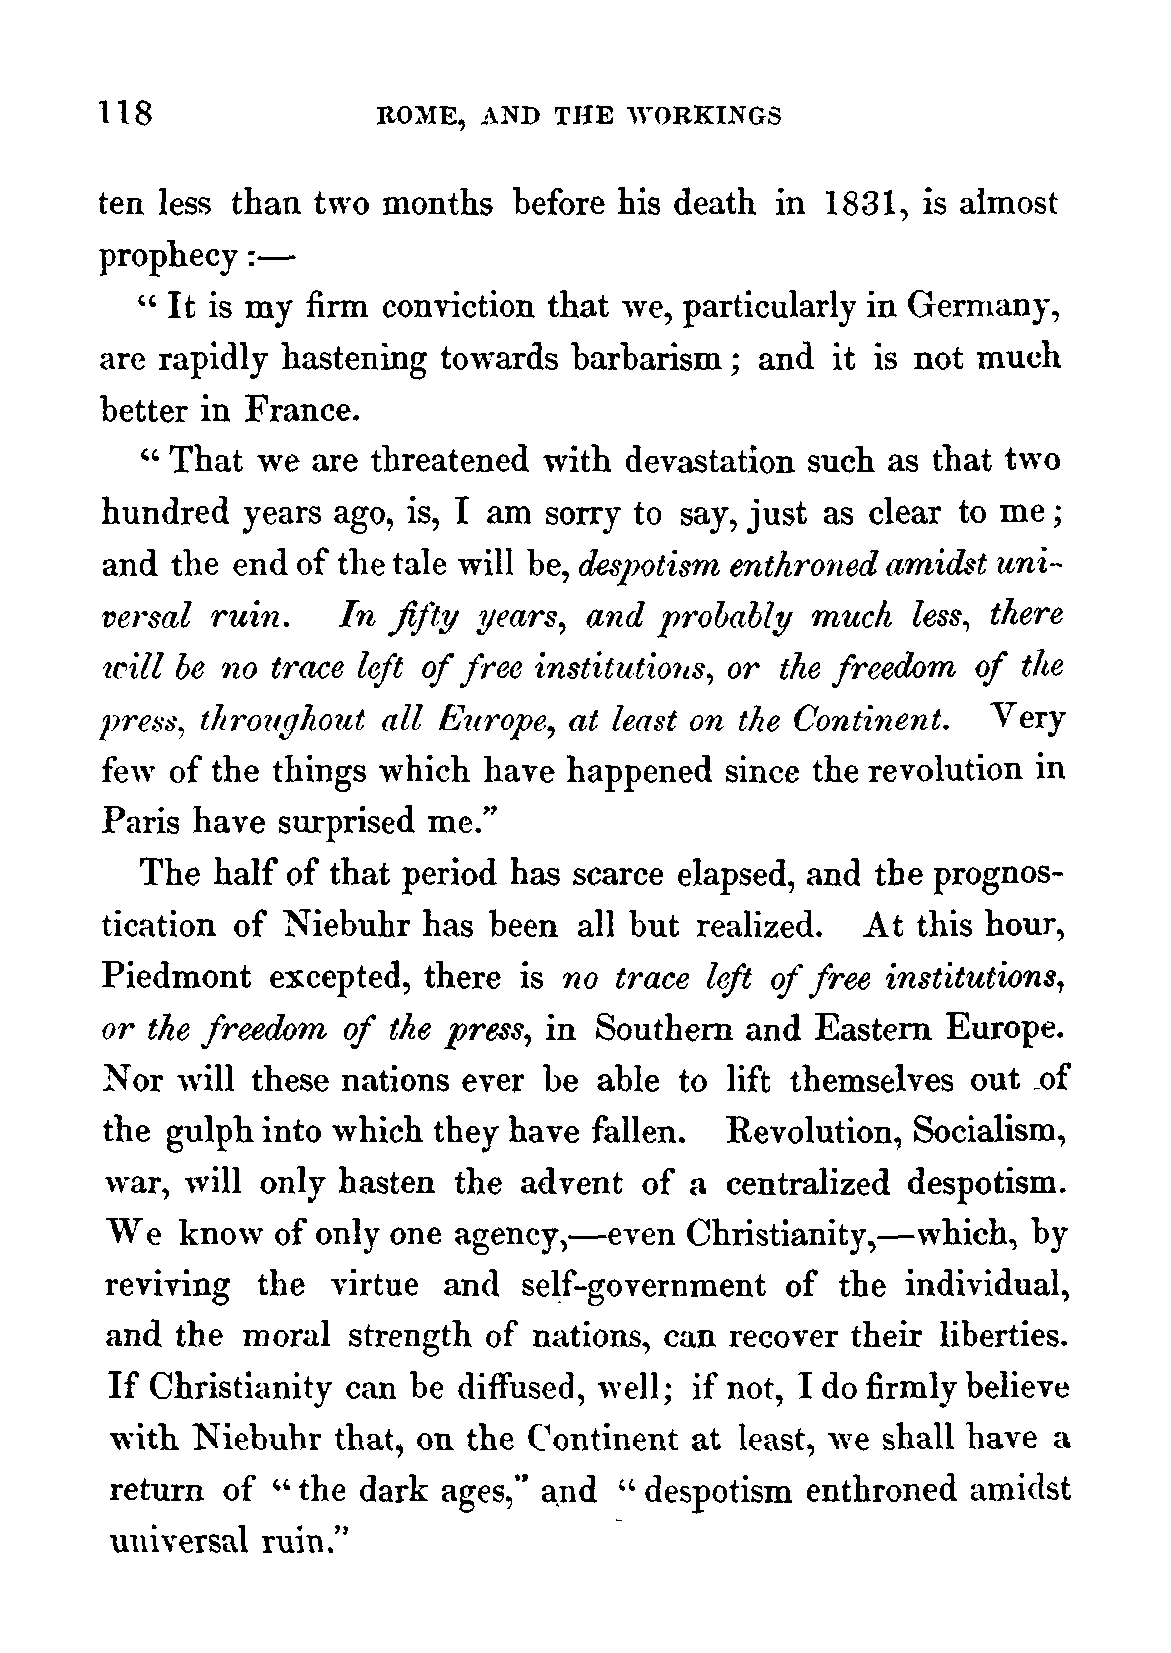 118 ROME, AND THE WORKINGS
ten less than two months before his death in 1831, is almost
prophecy :—
“ It is my firm conviction that we, particularly in Germany,
are rapidly hastening towards barbarism ; and it is not much
better in France.
“ That we are threatened with devastation such as that two
hundred years ago, is, I am sorry to say, just as clear to me ;
and the end of the tale will be, despotism enthroned amidst uni-
versal ruin. In fifty years, and probably much less, there
will be no trace left of free institutions, or the freedom of the
press, throughout all Europe, at least on the Continent. Very
few of the things which have happened since the revolution in
Paris have surprised me.”
The half of that period has scarce elapsed, and the prognos-
tication of Niebuhr has been all but realized. At this hour,
Piedmont excepted, there is no trace left of free institutions,
or the freedom of the press, in Southern and Eastern Europe.
Nor will these nations ever be able to lift themselves out of
the gulph into which they have fallen. Revolution, Socialism,
war, will only hasten the advent of a centralized despotism.
We know of only one agency,—even Christianity,—which, by
reviving the virtue and self-government of the individual,
and the moral strength of nations, can recover their liberties.
If Christianity can be diffused, well; if not, I do firmly believe
with Niebuhr that, on the Continent at least, we shall have a
return of “ the dark ages,” and “ despotism enthroned amidst
universal ruin.”